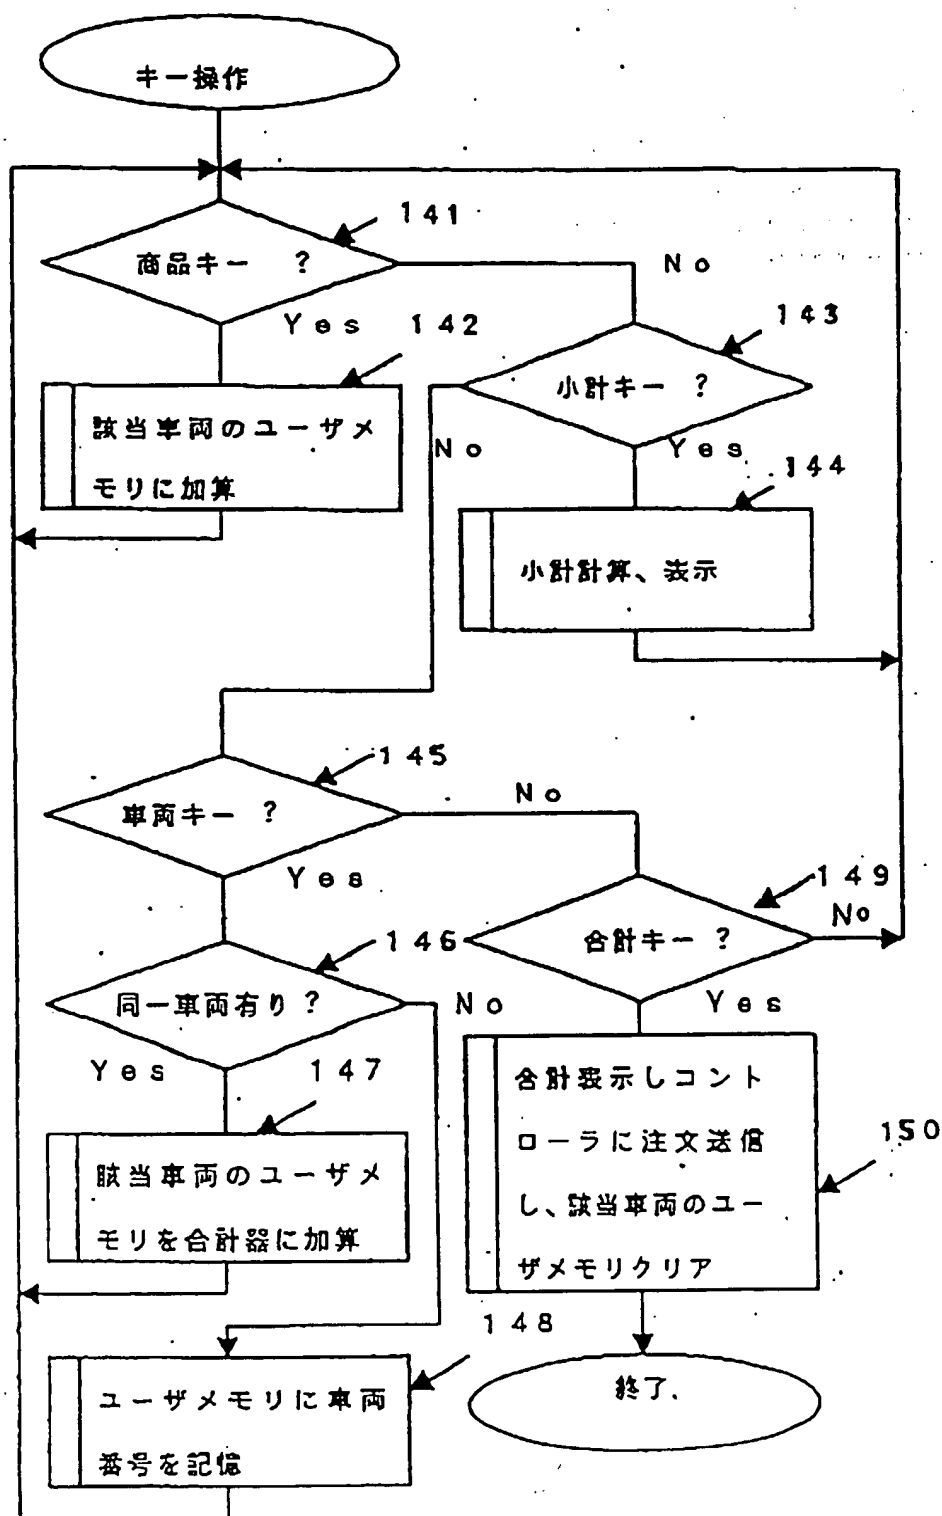 キー操作
141
商品キー ?
No
Yes
142
143
小計キー ?
該当車両のユーザメ
モリに加算
No
Yes
144
小計計算、表示
145
車両キー ?
No
Yes
149
No
合計キー ?
146
同一車両有り?
No
Yes
Yes
147
合計表示しコント
ローラに注文送信
し、該当車両のユー
ザメモリクリア
150
該当車両のユーザメ
モリを合計器に加算
148
ユーザメモリに車両
番号を記憶
終了.